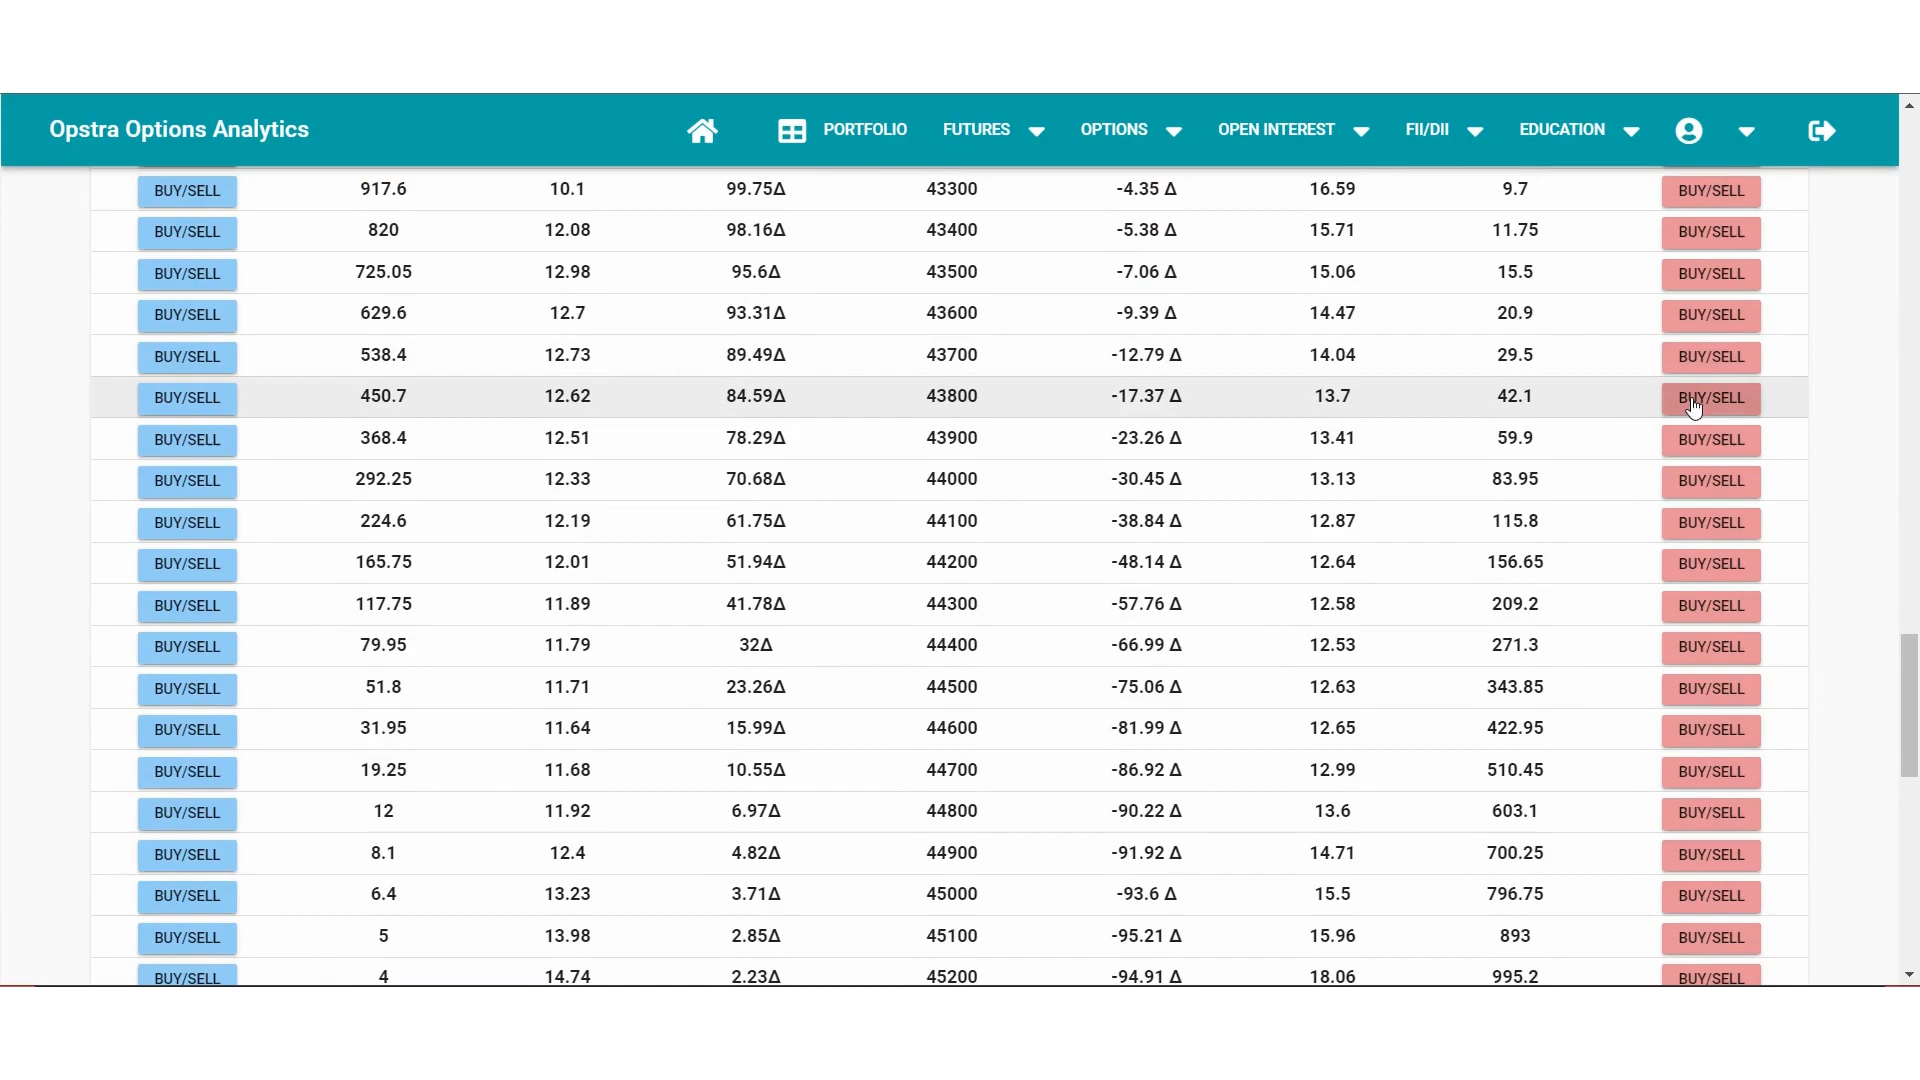 Opstra Options Analytics PORTFOLIO FUTURES OPTIONS OPEN INTEREST FII/DII EDUCATION
BUY/SELL 917.6 10.1 99.75Δ 43300 -4.35 Δ 16.59 9.7 BUY/SELL
BUY/SELL 820 12.08 98.16Δ 43400 -5.38 Δ 15.71 11.75 BUY/SELL
BUY/SELL 725.05 12.98 95.6Δ 43500 -7.06 Δ 15.06 15.5 BUY/SELL
BUY/SELL 629.6 12.7 93.31Δ 43600 -9.39 Δ 14.47 20.9 BUY/SELL
BUY/SELL 538.4 12.73 89.49Δ 43700 -12.79 Δ 14.04 29.5 BUY/SELL
BUY/SELL 450.7 12.62 84.59Δ 43800 -17.37 Δ 13.7 42.1 BUY/SELL
BUY/SELL 368.4 12.51 78.29Δ 43900 -23.26 Δ 13.41 59.9 BUY/SELL
BUY/SELL 292.25 12.33 70.68Δ 44000 -30.45 Δ 13.13 83.95 BUY/SELL
BUY/SELL 224.6 12.19 61.75Δ 44100 -38.84 Δ 12.87 115.8 BUY/SELL
BUY/SELL 165.75 12.01 51.94Δ 44200 -48.14 Δ 12.64 156.65 BUY/SELL
BUY/SELL 117.75 11.89 41.78Δ 44300 -57.76 Δ 12.58 209.2 BUY/SELL
BUY/SELL 79.95 11.79 32Δ 44400 -66.99 Δ 12.53 271.3 BUY/SELL
BUY/SELL 51.8 11.71 23.26Δ 44500 -75.06 Δ 12.63 343.85 BUY/SELL
BUY/SELL 31.95 11.64 15.99Δ 44600 -81.99 Δ 12.65 422.95 BUY/SELL
BUY/SELL 19.25 11.68 10.55Δ 44700 -86.92 Δ 12.99 510.45 BUY/SELL
BUY/SELL 12 11.92 6.97Δ 44800 -90.22 Δ 13.6 603.1 BUY/SELL
BUY/SELL 8.1 12.4 4.82Δ 44900 -91.92 Δ 14.71 700.25 BUY/SELL
BUY/SELL 6.4 13.23 3.71Δ 45000 -93.6 Δ 15.5 796.75 BUY/SELL
BUY/SELL 5 13.98 2.85Δ 45100 -95.21 Δ 15.96 893 BUY/SELL
BUY/SELL 4 14.74 2.23Δ 45200 -94.91 Δ 18.06 995.2 BUY/SELL